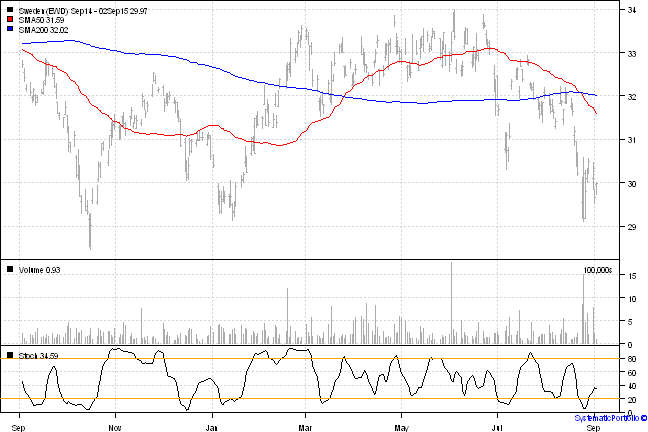 Sweden (EWD) Sep14 - 02Sep15 29.97
SMA50 31.59
SMA200 32.02
34
33
32
31
30
29
Volume 0.93
100,000s
15
10
5
0
Stoch 34.59
80
60
40
20
0
SystematicPortfolio ©
Sep
Nov
Jan
Mar
May
Jul
Sep